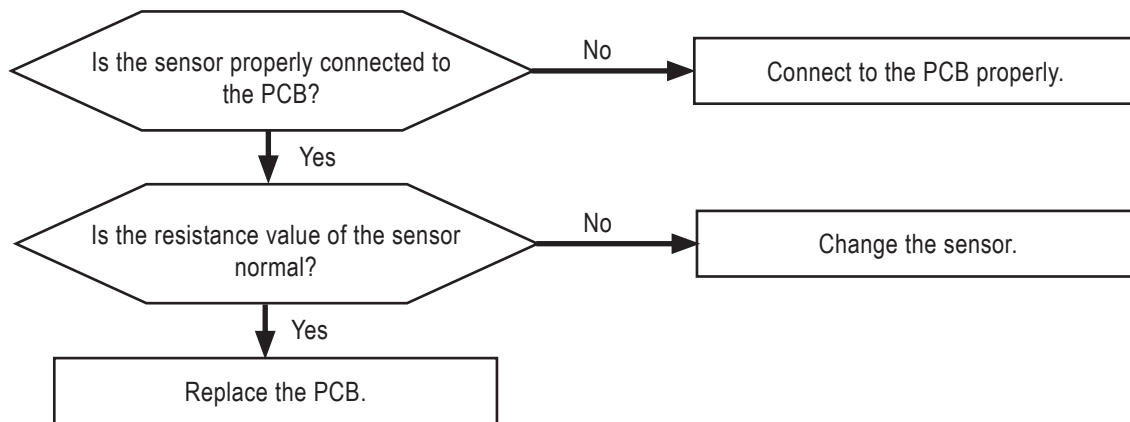 Is the sensor properly connected to
the PCB?
No
Connect to the PCB properly.
Yes
Is the resistance value of the sensor
normal?
No
Change the sensor.
Yes
Replace the PCB.